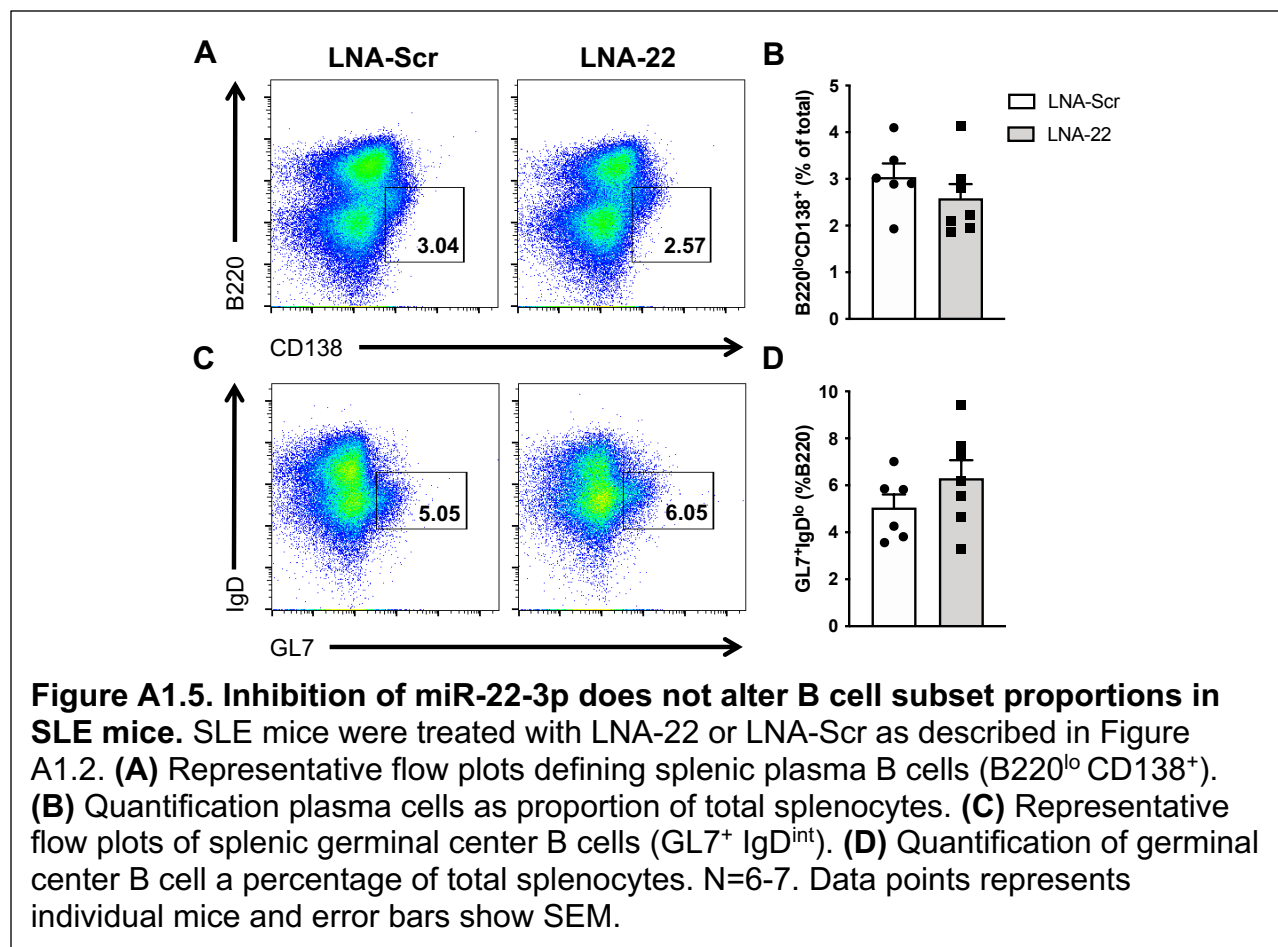 A
LNA-Scr
LNA-22
B220
3.04
2.57
CD138
B
B220ˡᵒCD138⁺ (% of total)
5
4
3
2
1
0
LNA-Scr
LNA-22
C
IgD
5.05
6.05
GL7
D
GL7⁺IgDˡᵒ (%B220)
10
8
6
4
2
0
Figure A1.5. Inhibition of miR-22-3p does not alter B cell subset proportions in
SLE mice. SLE mice were treated with LNA-22 or LNA-Scr as described in Figure
A1.2. (A) Representative flow plots defining splenic plasma B cells (B220ˡᵒ CD138⁺).
(B) Quantification plasma cells as proportion of total splenocytes. (C) Representative
flow plots of splenic germinal center B cells (GL7⁺ IgDⁱⁿᵗ). (D) Quantification of germinal
center B cell a percentage of total splenocytes. N=6-7. Data points represents
individual mice and error bars show SEM.